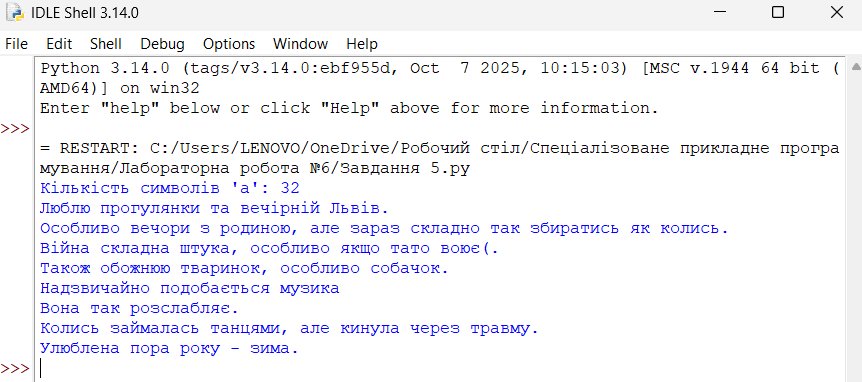 IDLE Shell 3.14.0
File Edit Shell Debug Options Window Help
Python 3.14.0 (tags/v3.14.0:ebf955d, Oct  7 2025, 10:15:03) [MSC v.1944 64 bit (
AMD64)] on win32
Enter "help" below or click "Help" above for more information.
>>>
= RESTART: C:/Users/LENOVO/OneDrive/Робочий стіл/Спеціалізоване прикладне програ
мування/Лабораторна робота №6/Завдання 5.py
Кількість символів 'а': 32
Люблю прогулянки та вечірній Львів.
Особливо вечори з родиною, але зараз складно так збиратись як колись.
Війна складна штука, особливо якщо тато воює(.
Також обожнюю тваринок, особливо собачок.
Надзвичайно подобається музика
Вона так розслабляє.
Колись займалась танцями, але кинула через травму.
Улюблена пора року - зима.
>>>